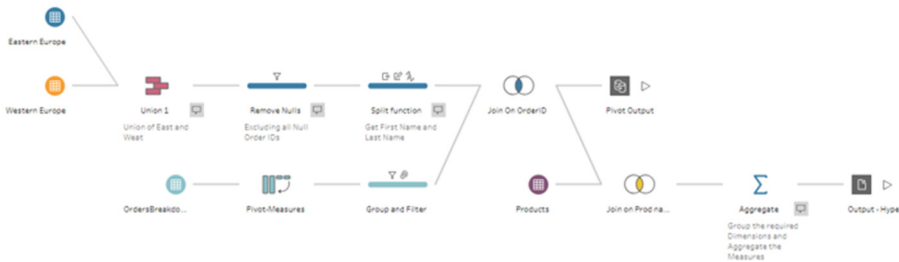 Eastern Europe
Western Europe
Union 1
Union of East and
West
Remove Nulls
Excluding all Null
Order IDs
Split function
Get First Name and
Last Name
Join On OrderID
Pivot Output
OrdersBreakdo...
Pivot-Measures
Group and Filter
Products
Join on Prod na...
Aggregate
Group the required
Dimensions and
Aggregate the
Measures
Output - Hype